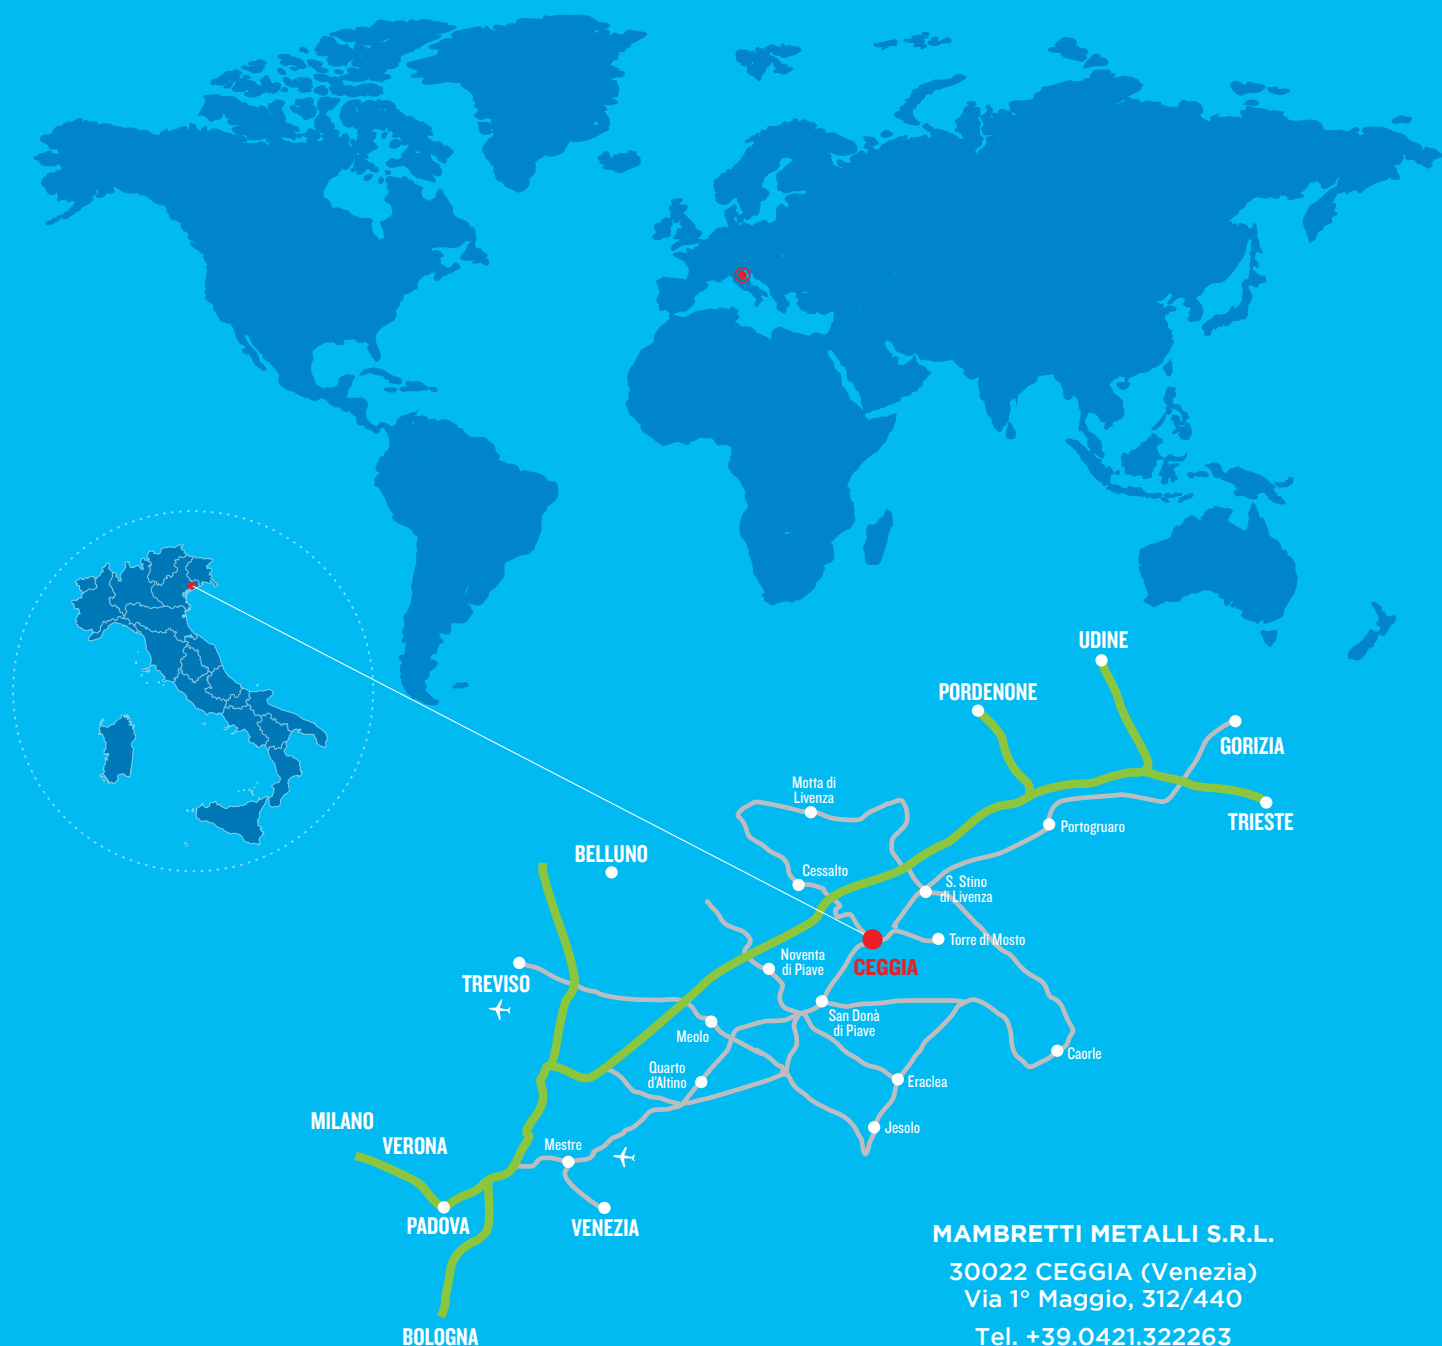 UDINE
PORDENONE
GORIZIA
Motta di
Livenza
TRIESTE
Portogruaro
BELLUNO
Cessalto
S. Stino
di Livenza
Torre di Mosto
Noventa
di Piave
CEGGIA
TREVISO
San Donà
di Piave
Meolo
Caorle
Quarto
d'Altino
Eraclea
MILANO
Jesolo
VERONA
Mestre
PADOVA
VENEZIA
BOLOGNA
MAMBRETTI METALLI S.R.L.
30022 CEGGIA (Venezia)
Via 1° Maggio, 312/440
Tel. +39.0421.322263